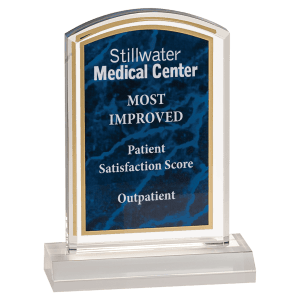 Stillwater
Medical Center
MOST
IMPROVED
Patient
Satisfaction Score
Outpatient